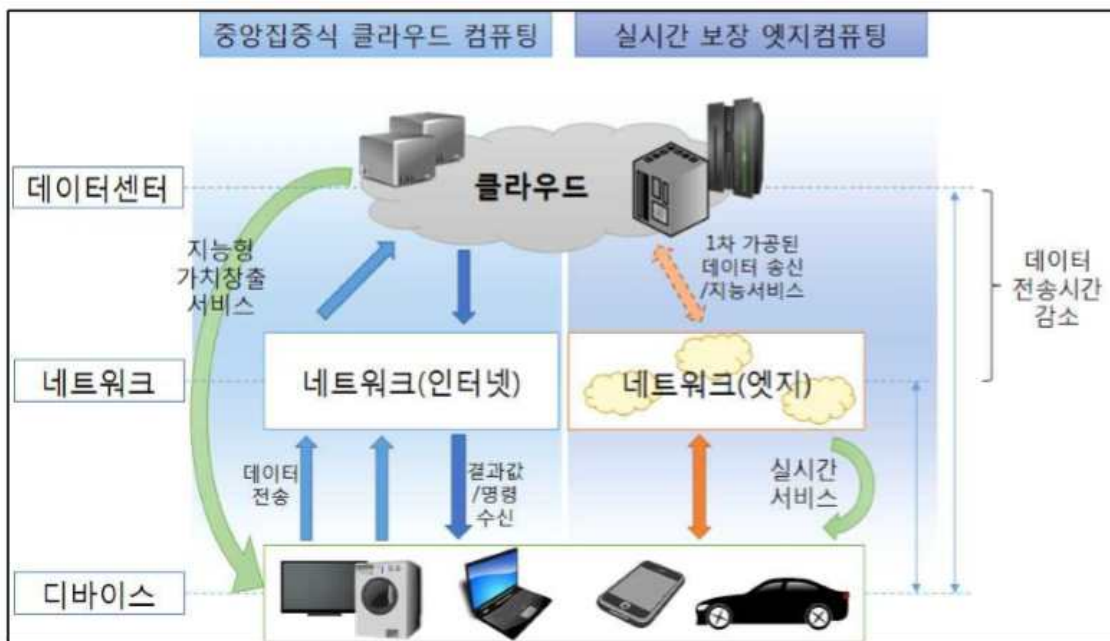 중앙집중식 클라우드 컴퓨팅
실시간 보장 엣지컴퓨팅
데이터센터
클라우드
지능형
가치창출
서비스
1차 가공된
데이터 송신
/지능서비스
데이터
전송시간
감소
네트워크
네트워크(인터넷)
네트워크(엣지)
데이터
전송
결과값
/명령
수신
실시간
서비스
디바이스